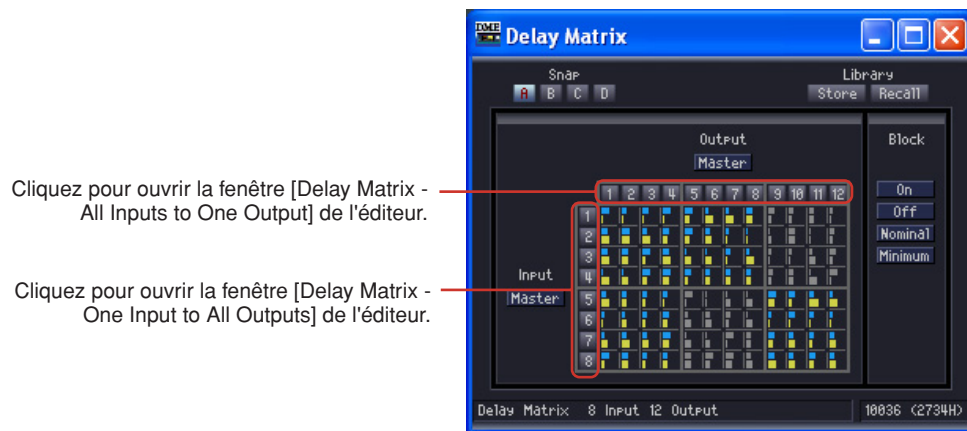 DME
Delay Matrix
Snap
Library
A B C D
Store Recall
Output
Block
Master
Cliquez pour ouvrir la fenêtre [Delay Matrix -
All Inputs to One Output] de l'éditeur.
1 2 3 4 5 6 7 8 9 10 11 12
On
1
Off
2
Nominal
3
Minimum
Input
4
Cliquez pour ouvrir la fenêtre [Delay Matrix -
One Input to All Outputs] de l'éditeur.
Master
5
6
7
8
Delay Matrix 8 Input 12 Output
10036 (2734H)